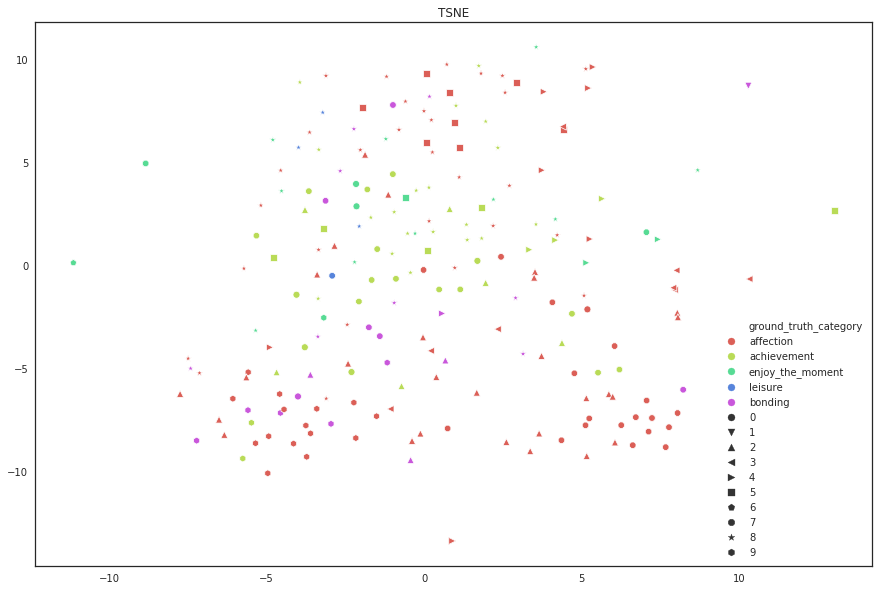 TSNE
10
5
0
−5
−10
−10
−5
0
5
10
ground_truth_category
affection
achievement
enjoy_the_moment
leisure
bonding
0
1
2
3
4
5
6
7
8
9